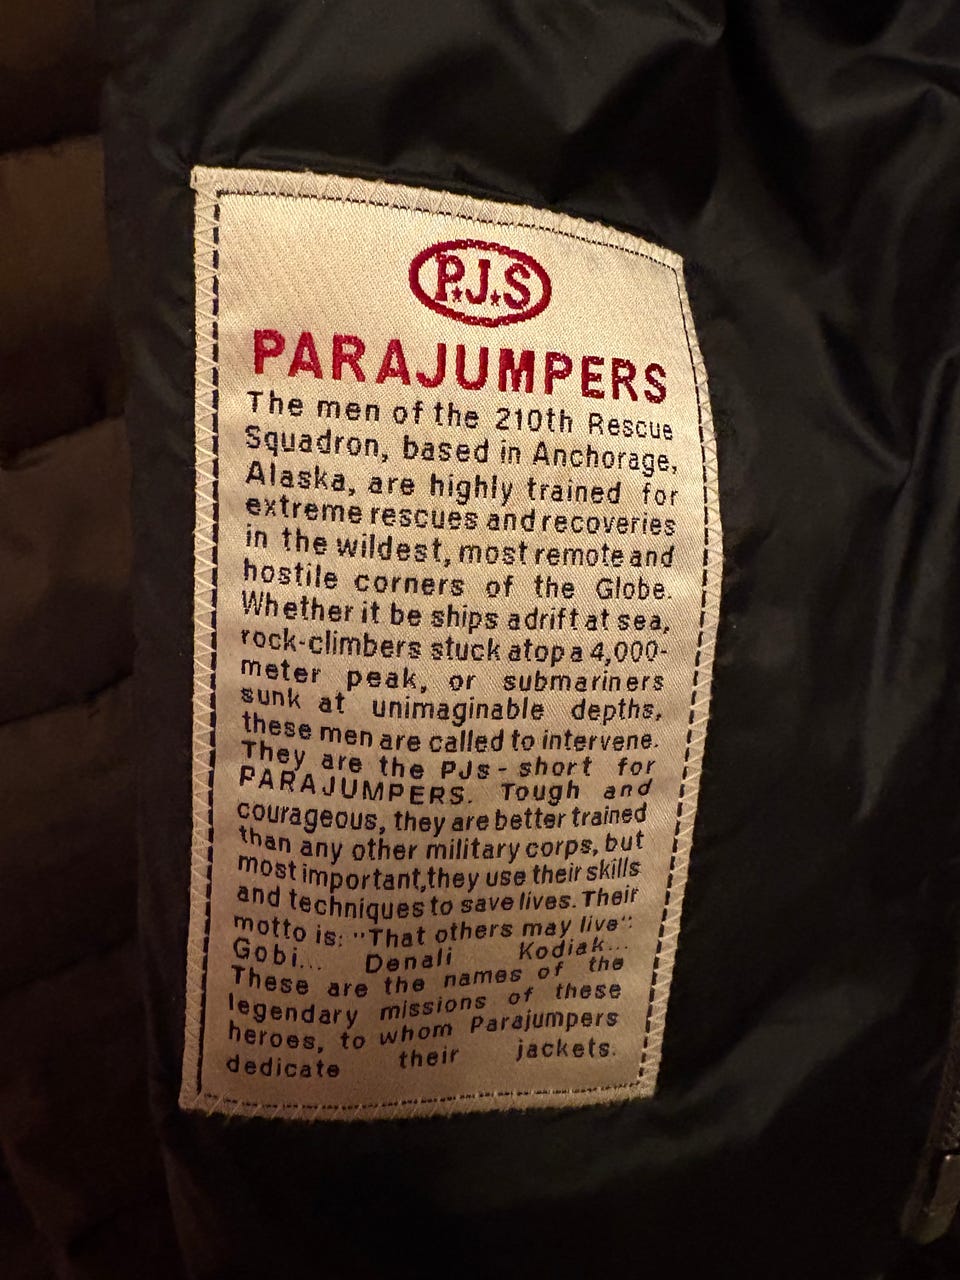 P.J.S
PARAJUMPERS
The men of the 210th Rescue
Squadron, based in Anchorage,
Alaska, are highly trained for
extreme rescues and recoveries
in the wildest, most remote and
hostile corners of the Globe.
Whether it be ships adrift at sea,
rock-climbers stuck atop a 4,000-
meter peak, or submariners
sunk at unimaginable depths,
these men are called to intervene.
They are the PJs - short for
PARAJUMPERS. Tough and
courageous, they are better trained
than any other military corps, but
most important,they use their skills
and techniques to save lives. Their
motto is: "That others may live":
Gobi... Denali Kodiak...
These are the names of the
legendary missions of these
heroes, to whom Parajumpers
dedicate their jackets.